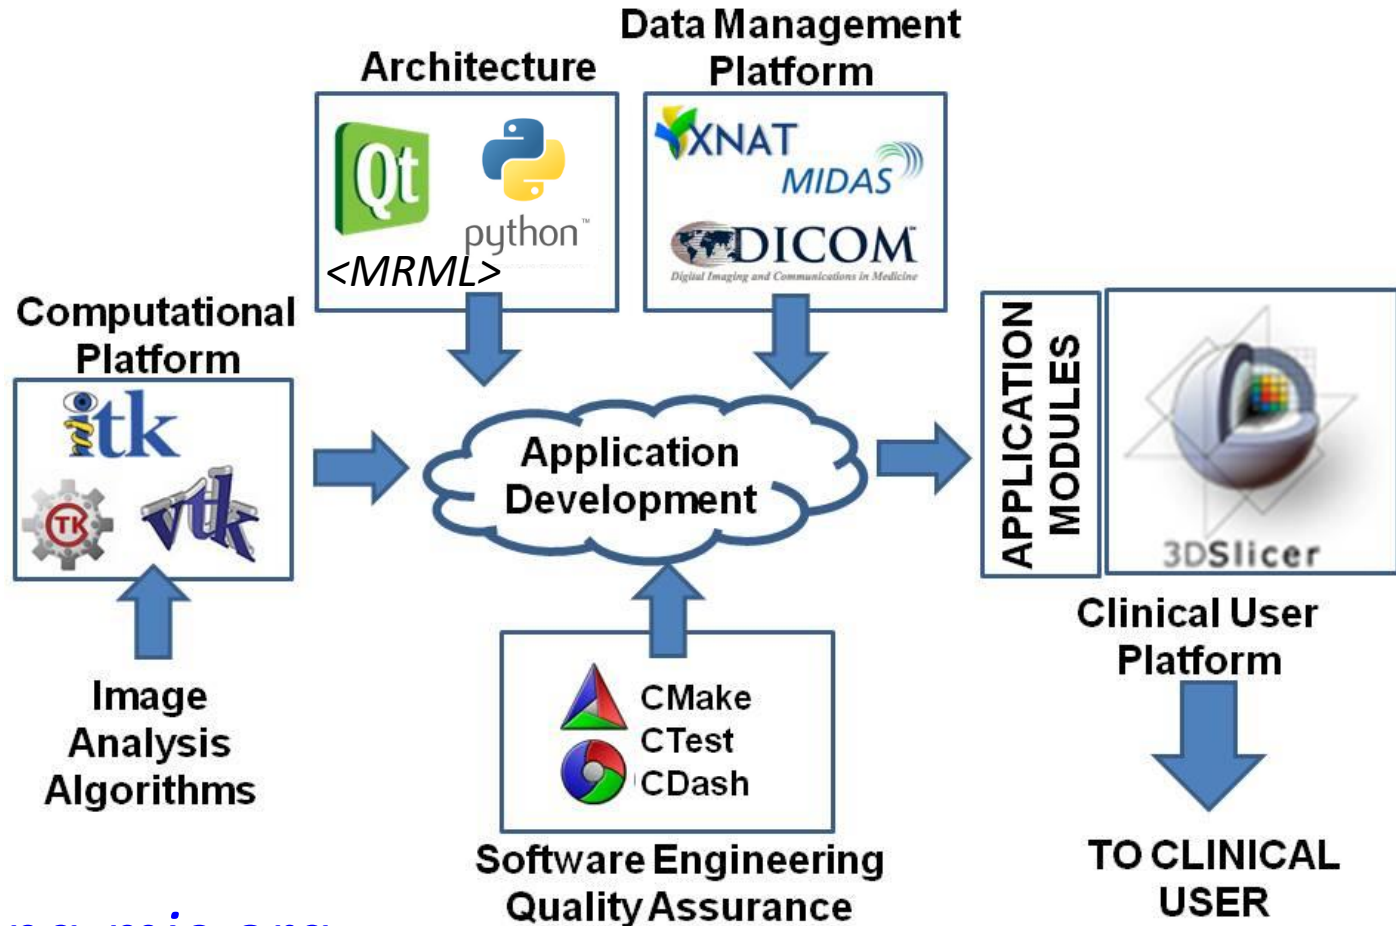 Data Management
Platform
Architecture
XNAT
MIDAS
DICOM
Digital Imaging and Communications in Medicine
Qt
python™
<MRML>
Computational
Platform
itk
TK
vtk
Application
Development
APPLICATION
MODULES
3DSlicer
Clinical User
Platform
Image
Analysis
Algorithms
CMake
CTest
CDash
Software Engineering
Quality Assurance
TO CLINICAL
USER